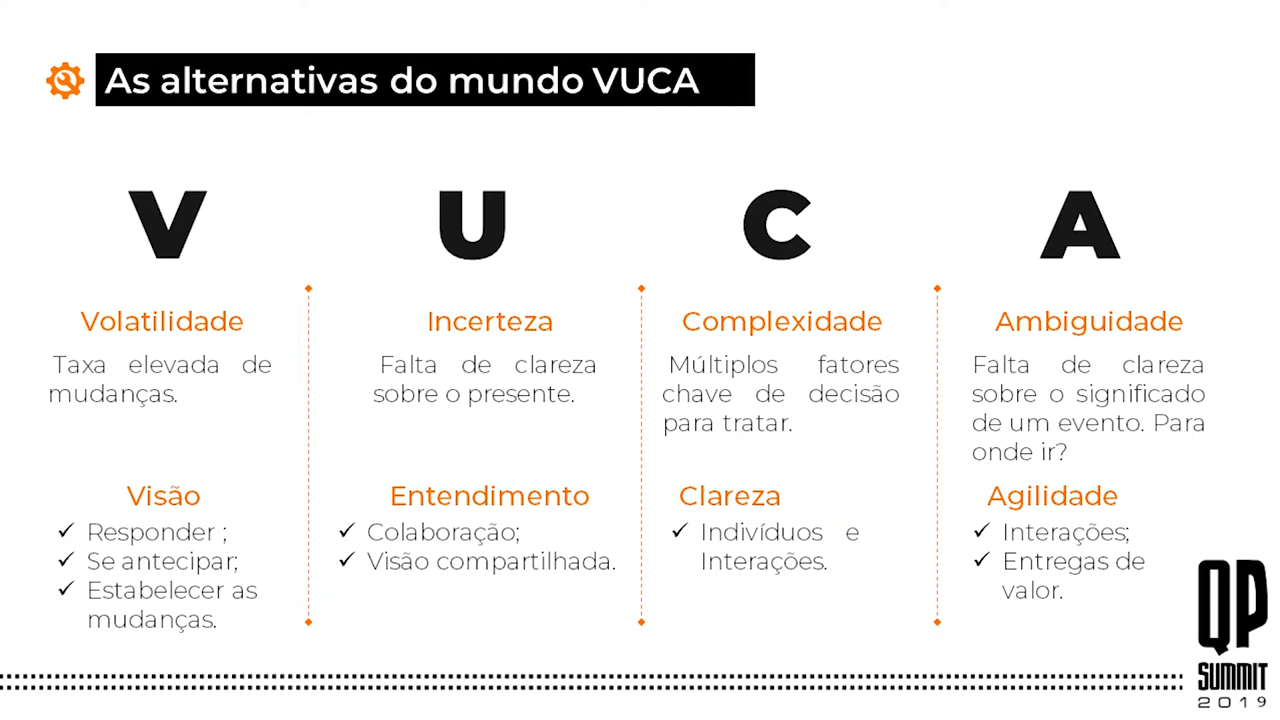 As alternativas do mundo VUCA
V
U
C
A
Volatilidade
Taxa elevada de
mudanças.
Visão
Responder ;
Se antecipar;
Estabelecer as
mudanças.
Incerteza
Falta de clareza
sobre o presente.
Entendimento
Colaboração;
Visão compartilhada.
Complexidade
Múltiplos fatores
chave de decisão
para tratar.
Clareza
Indivíduos e
Interações.
Ambiguidade
Falta de clareza
sobre o significado
de um evento. Para
onde ir?
Agilidade
Interações;
Entregas de
valor.
QP
SUMMIT
2019